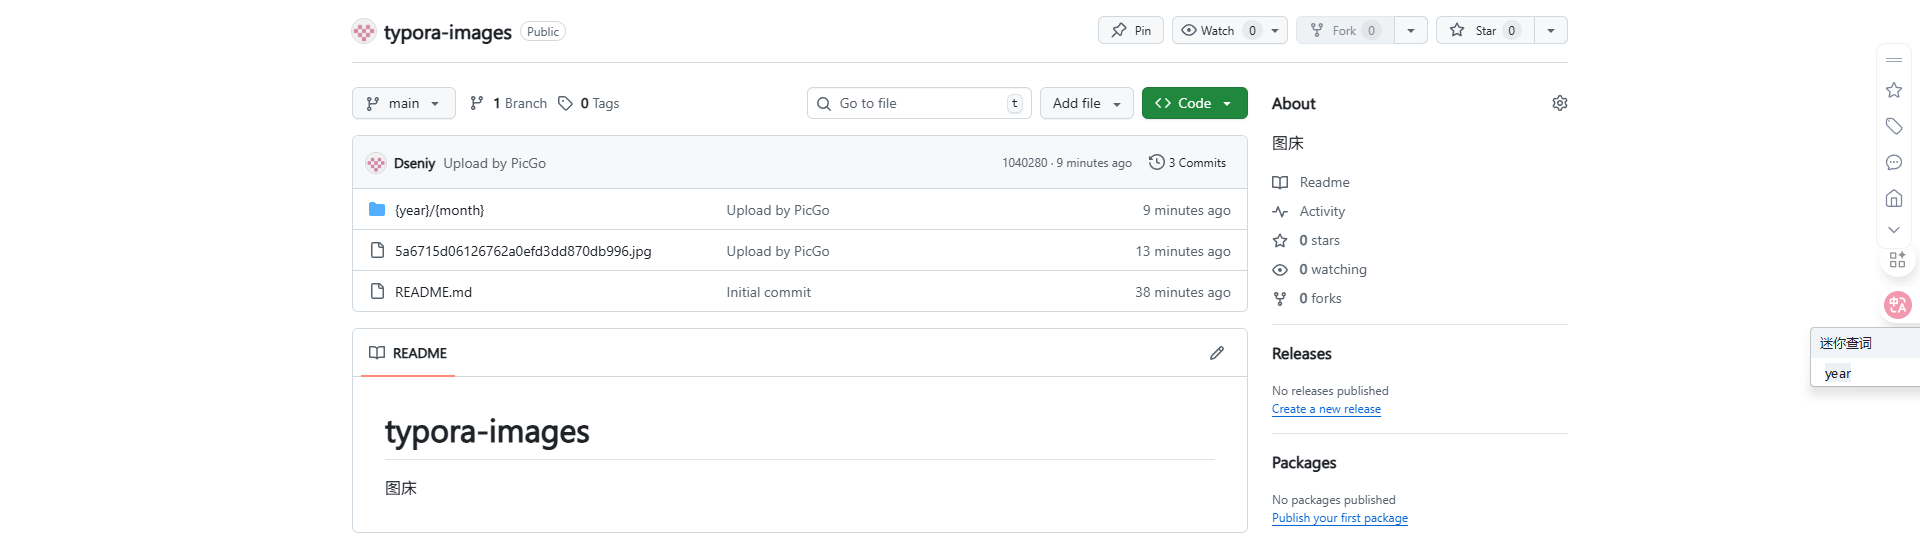 typora-images Public Pin Watch 0 Fork 0 Star 0
main 1 Branch 0 Tags Go to file t Add file Code
Dseniy Upload by PicGo 1040280 · 9 minutes ago 3 Commits
{year}/{month} Upload by PicGo 9 minutes ago
5a6715d06126762a0efd3dd870db996.jpg Upload by PicGo 13 minutes ago
README.md Initial commit 38 minutes ago
README
typora-images
图床
About
图床
Readme
Activity
0 stars
0 watching
0 forks
Releases
No releases published
Create a new release
Packages
No packages published
Publish your first package
中A
迷你查词
year